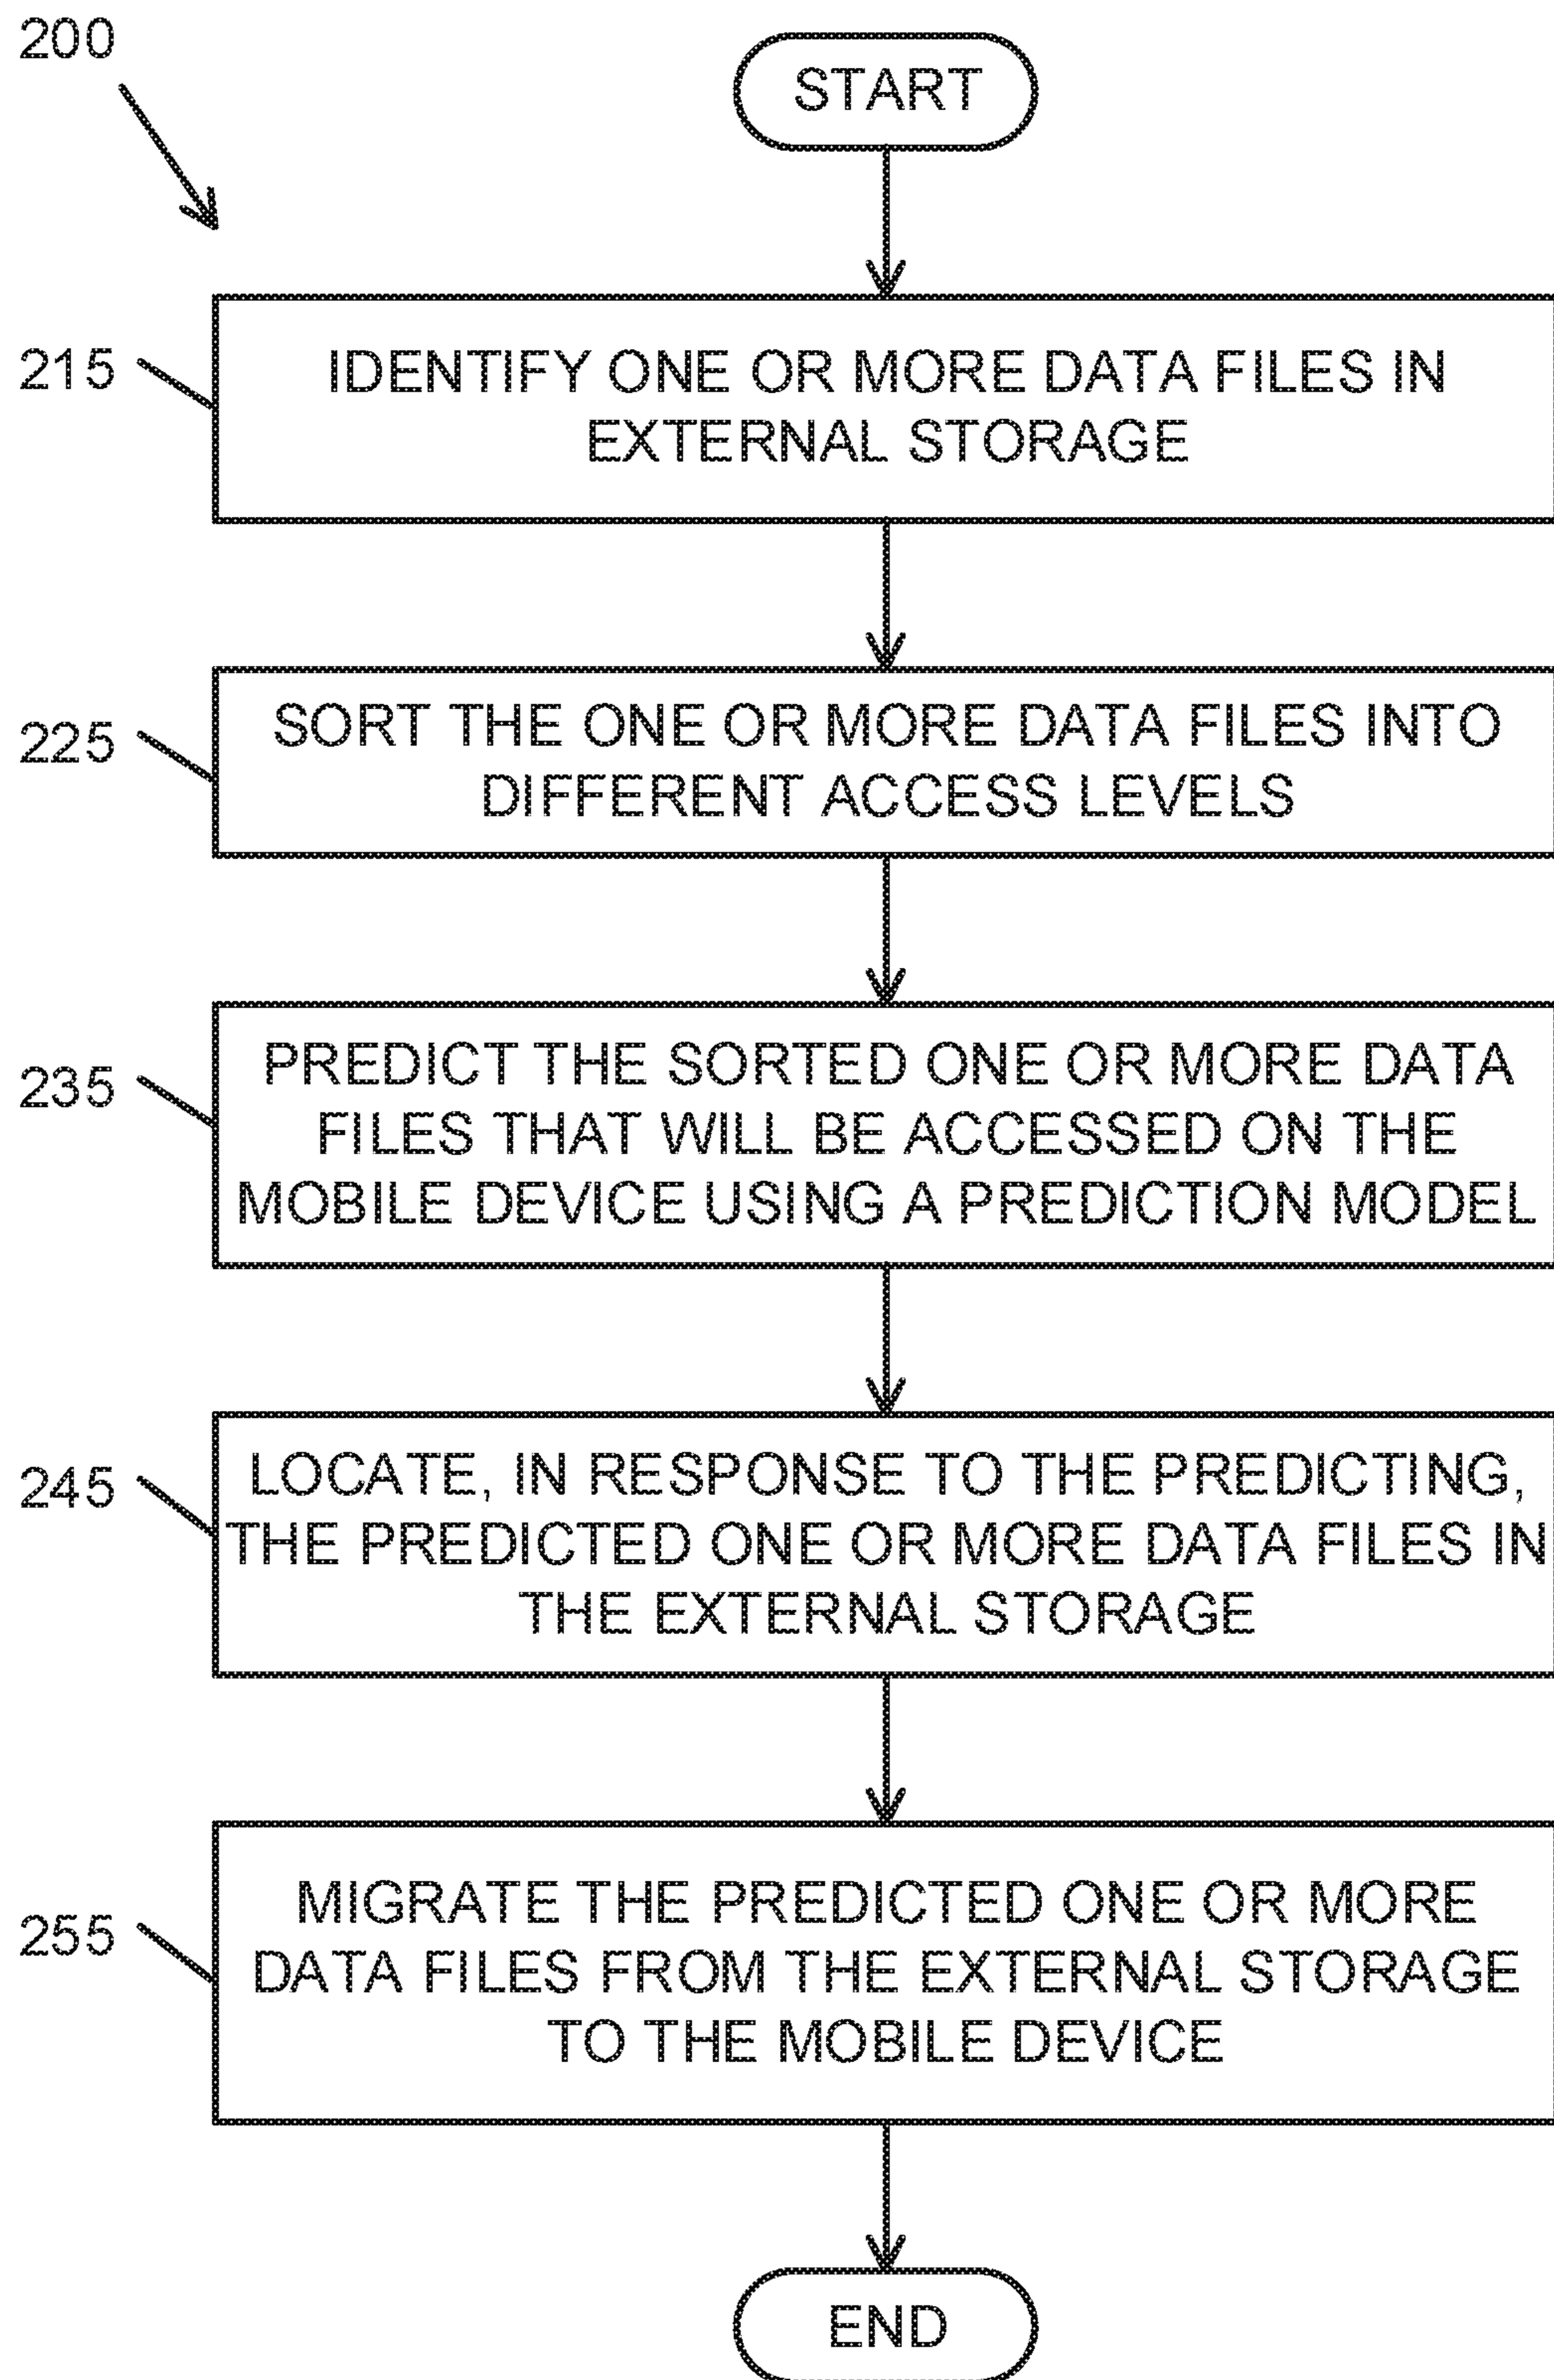 200
START
215
IDENTIFY ONE OR MORE DATA FILES IN
EXTERNAL STORAGE
225
SORT THE ONE OR MORE DATA FILES INTO
DIFFERENT ACCESS LEVELS
235
PREDICT THE SORTED ONE OR MORE DATA
FILES THAT WILL BE ACCESSED ON THE
MOBILE DEVICE USING A PREDICTION MODEL
245
LOCATE, IN RESPONSE TO THE PREDICTING,
THE PREDICTED ONE OR MORE DATA FILES IN
THE EXTERNAL STORAGE
255
MIGRATE THE PREDICTED ONE OR MORE
DATA FILES FROM THE EXTERNAL STORAGE
TO THE MOBILE DEVICE
END